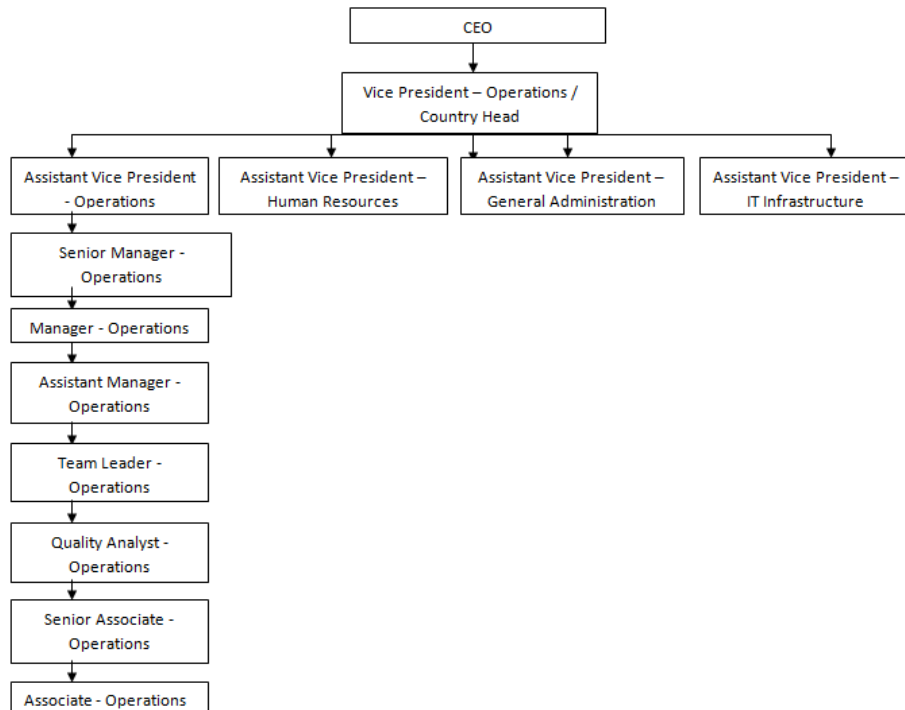 CEO
Vice President – Operations /
Country Head
Assistant Vice President
- Operations
Assistant Vice President –
Human Resources
Assistant Vice President –
General Administration
Assistant Vice President –
IT Infrastructure
Senior Manager -
Operations
Manager - Operations
Assistant Manager -
Operations
Team Leader -
Operations
Quality Analyst -
Operations
Senior Associate -
Operations
Associate - Operations